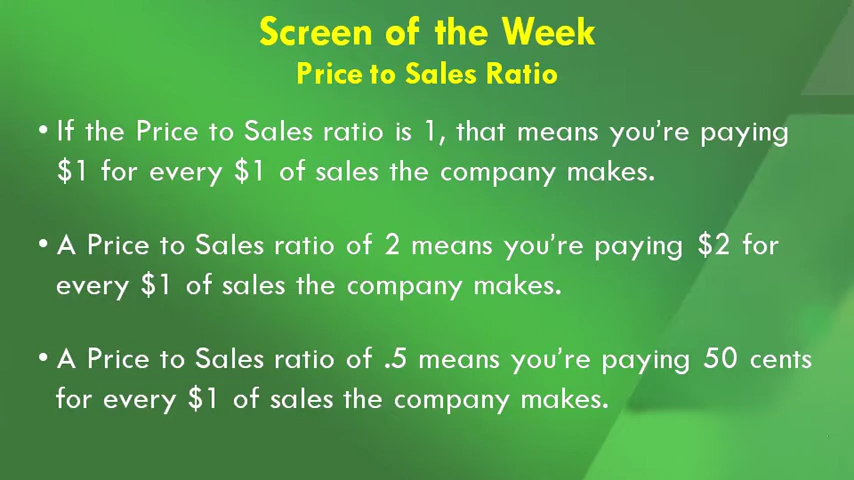 Screen of the Week
Price to Sales Ratio
• If the Price to Sales ratio is 1, that means you’re paying
$1 for every $1 of sales the company makes.
• A Price to Sales ratio of 2 means you’re paying $2 for
every $1 of sales the company makes.
• A Price to Sales ratio of .5 means you’re paying 50 cents
for every $1 of sales the company makes.